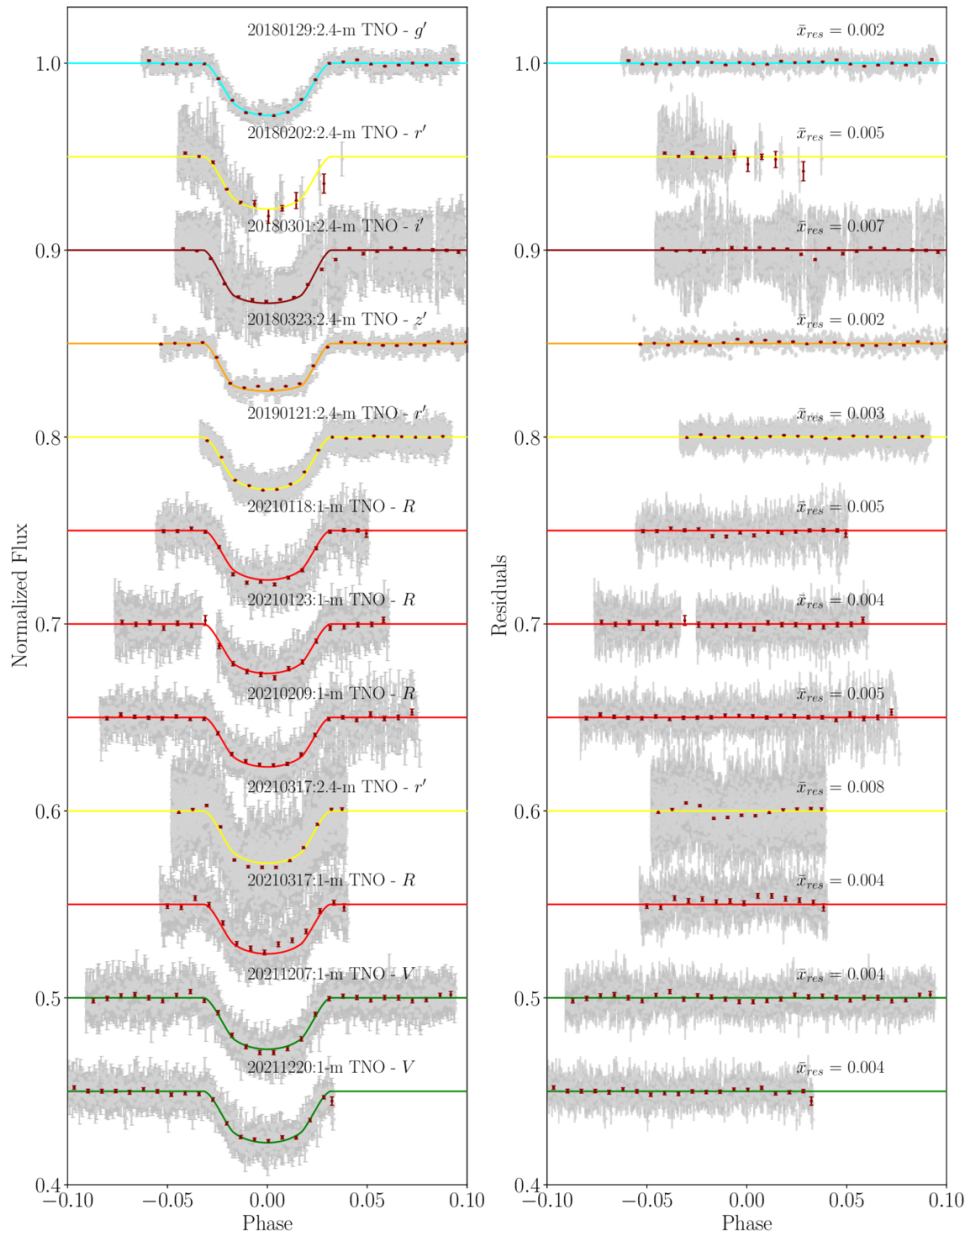 20180129:2.4-m TNO - g′
20180202:2.4-m TNO - r′
20180301:2.4-m TNO - i′
20180323:2.4-m TNO - z′
20190121:2.4-m TNO - r′
20210118:1-m TNO - R
20210123:1-m TNO - R
20210209:1-m TNO - R
20210317:2.4-m TNO - r′
20210317:1-m TNO - R
20211207:1-m TNO - V
20211220:1-m TNO - V
1.0
0.9
0.8
0.7
0.6
0.5
0.4
Normalized Flux
−0.10
−0.05
0.00
0.05
0.10
Phase
x̄res = 0.002
x̄res = 0.005
x̄res = 0.007
x̄res = 0.002
x̄res = 0.003
x̄res = 0.005
x̄res = 0.004
x̄res = 0.005
x̄res = 0.008
x̄res = 0.004
x̄res = 0.004
x̄res = 0.004
1.0
0.9
0.8
0.7
0.6
0.5
0.4
Residuals
−0.10
−0.05
0.00
0.05
0.10
Phase